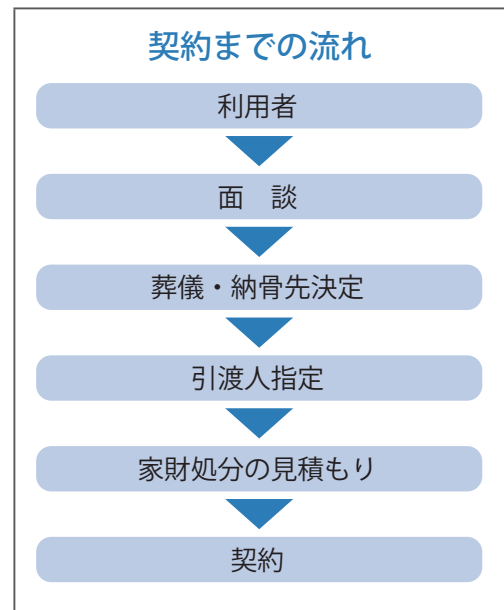 契約までの流れ
利用者
面　談
葬儀・納骨先決定
引渡人指定
家財処分の見積もり
契約